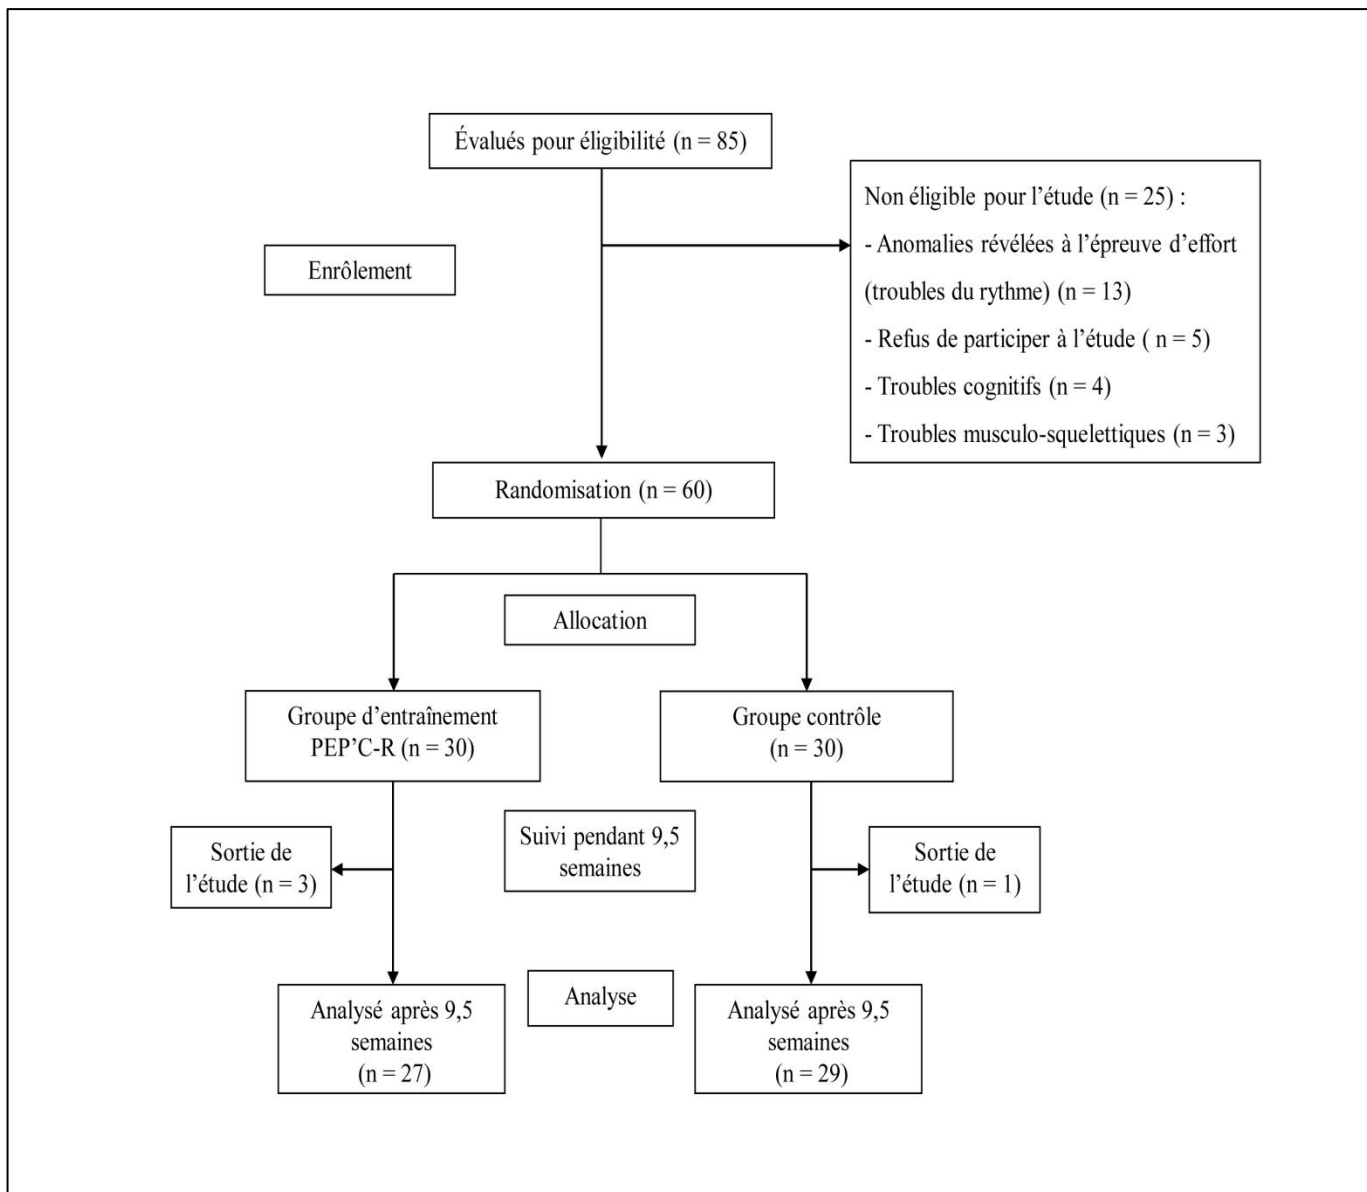 Évalués pour éligibilité (n = 85)
Non éligible pour l’étude (n = 25) :
- Anomalies révélées à l’épreuve d’effort
(troubles du rythme) (n = 13)
- Refus de participer à l’étude ( n = 5)
- Troubles cognitifs (n = 4)
- Troubles musculo-squelettiques (n = 3)
Enrôlement
Randomisation (n = 60)
Allocation
Groupe d’entraînement
PEP’C-R (n = 30)
Groupe contrôle
(n = 30)
Suivi pendant 9,5
semaines
Sortie de
l’étude (n = 3)
Sortie de
l’étude (n = 1)
Analyse
Analysé après 9,5
semaines
(n = 27)
Analysé après 9,5
semaines
(n = 29)